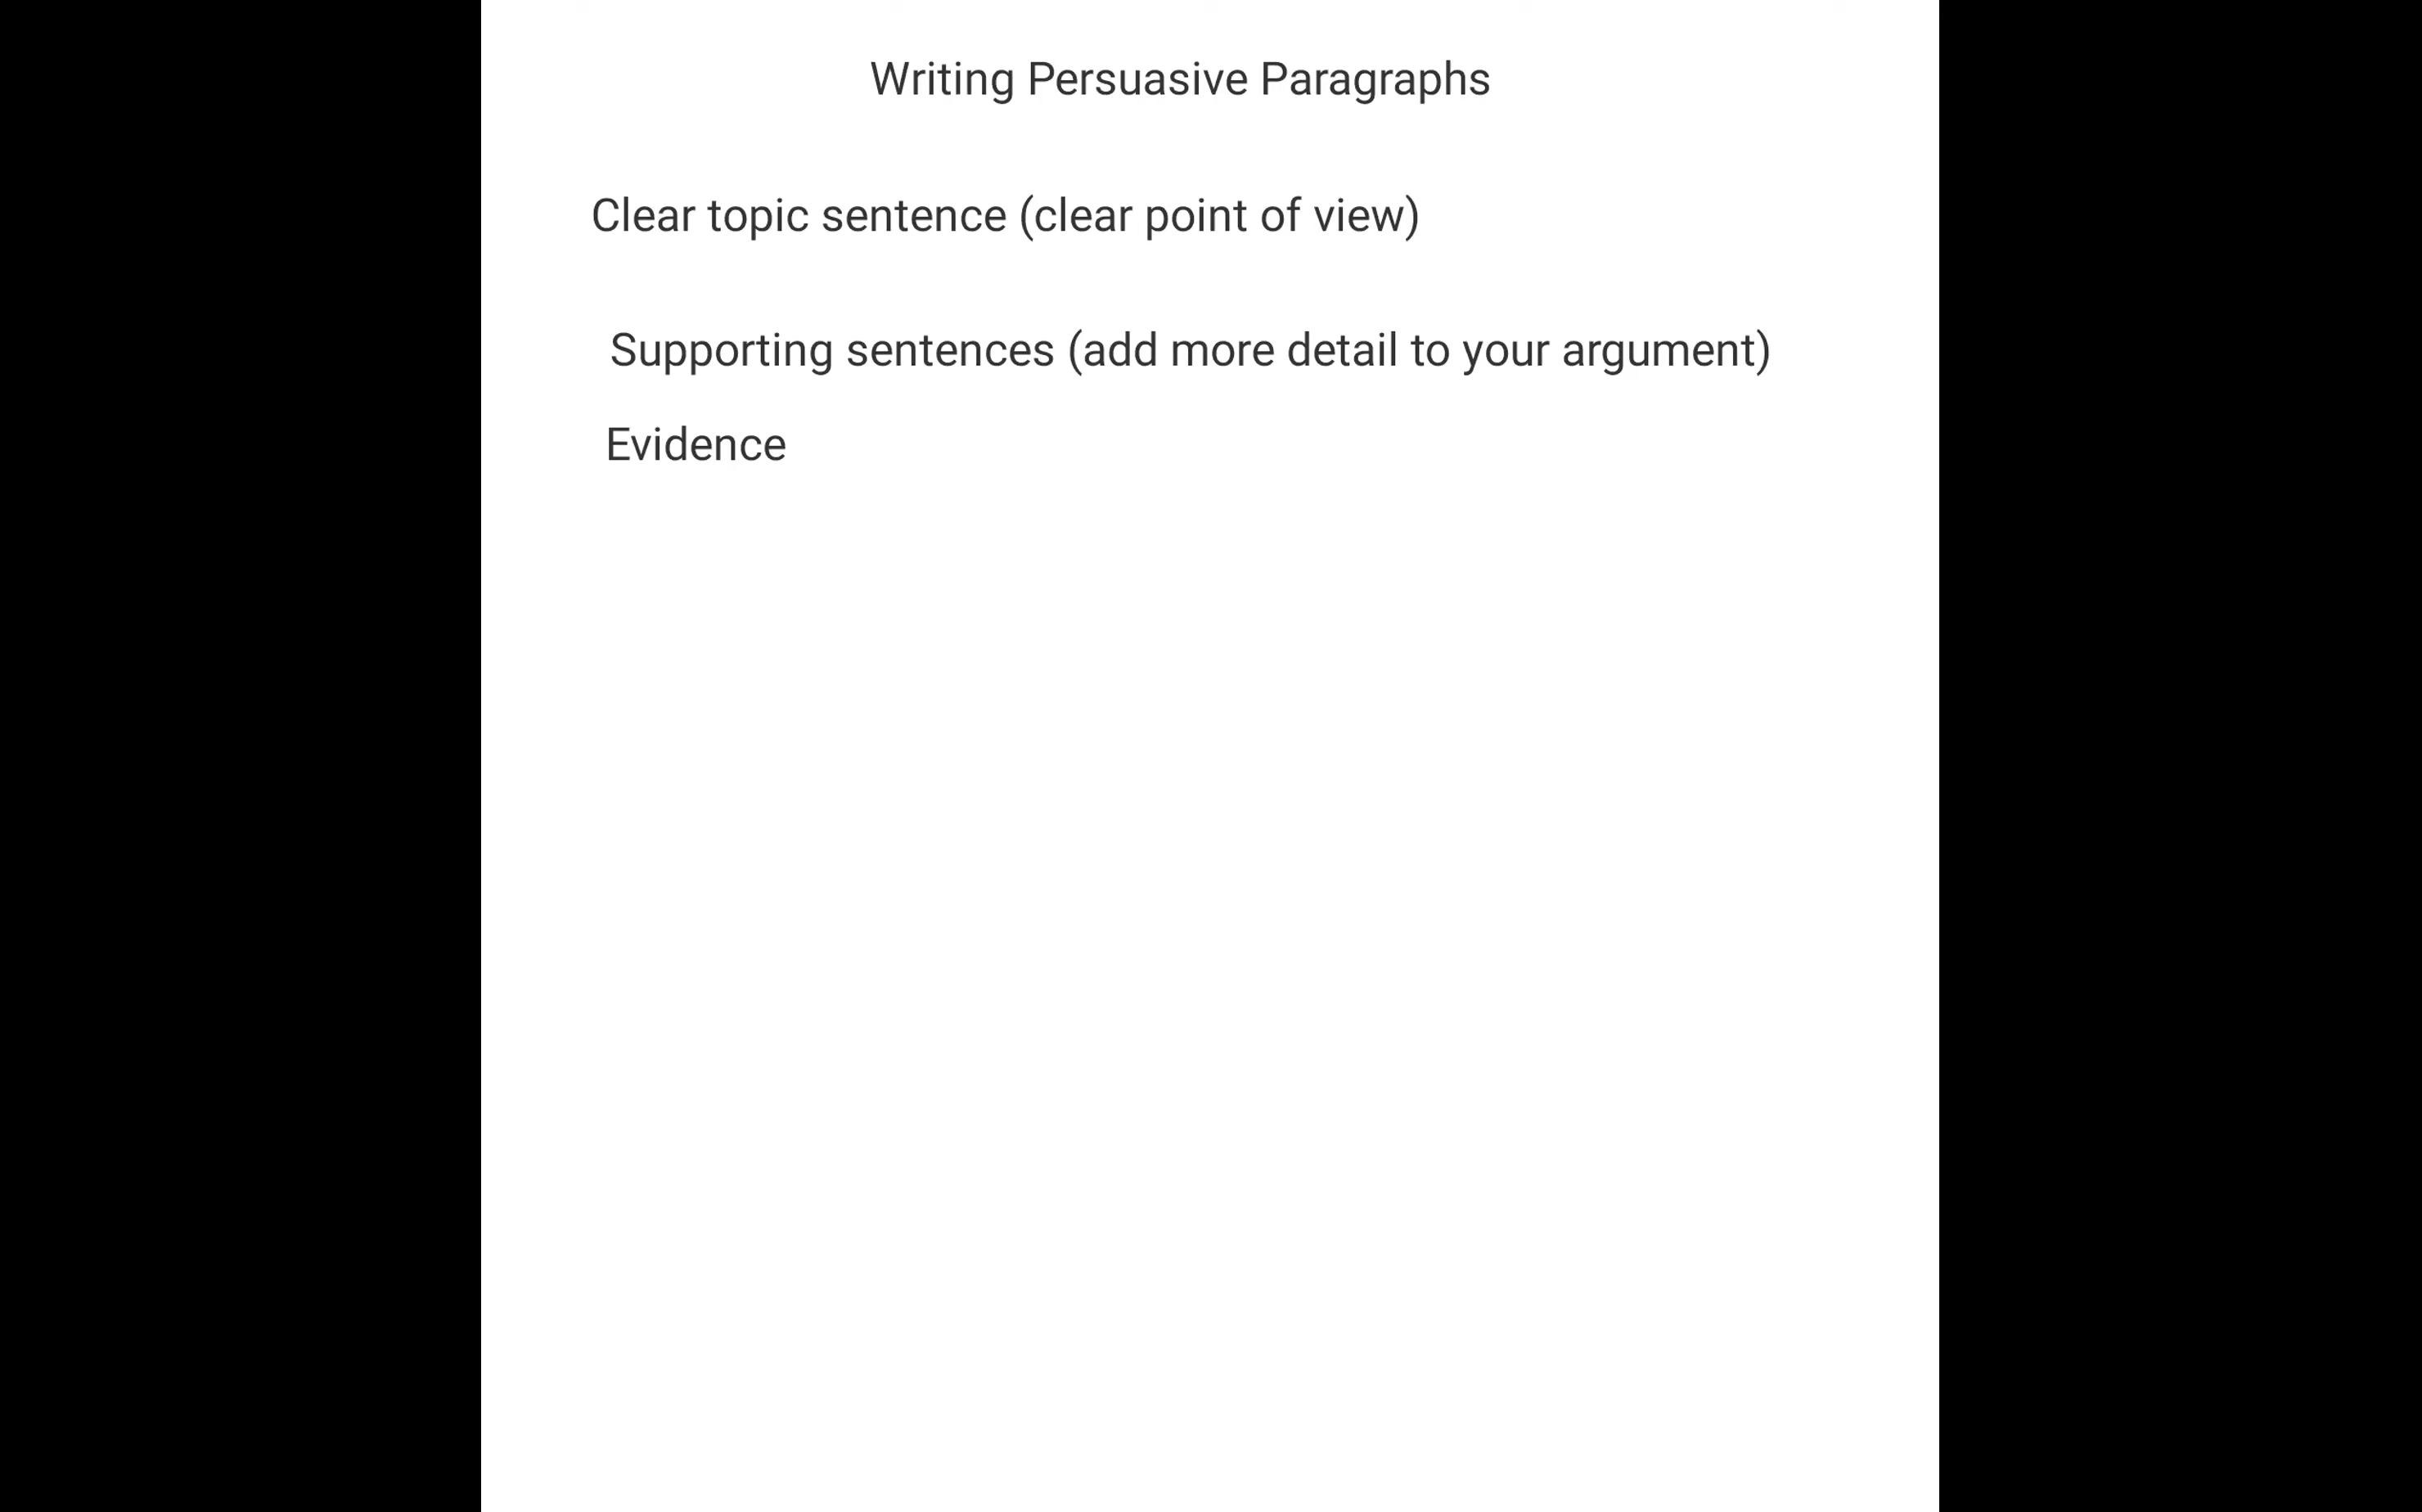 Writing Persuasive Paragraphs
Clear topic sentence (clear point of view)
Supporting sentences (add more detail to your argument)
Evidence